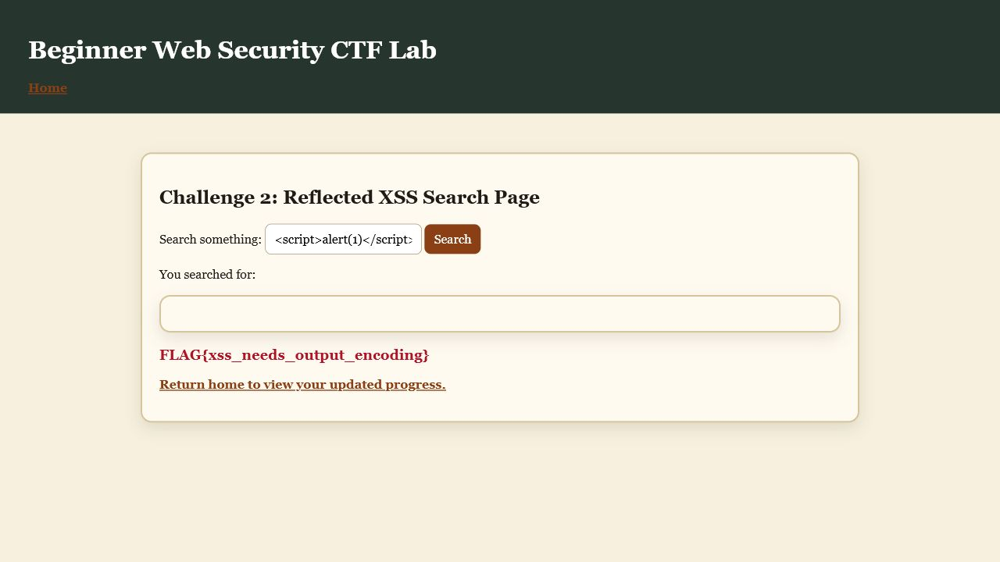 Beginner Web Security CTF Lab
Home
Challenge 2: Reflected XSS Search Page
Search something: <script>alert(1)</script> Search
You searched for:
FLAG{xss_needs_output_encoding}
Return home to view your updated progress.